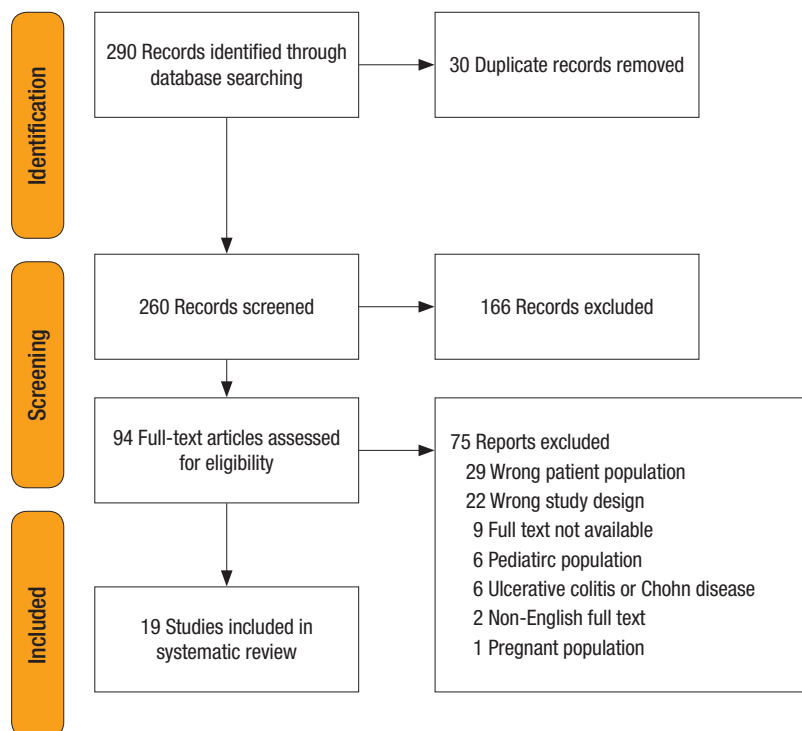 Identification
290 Records identified through
database searching
30 Duplicate records removed
Screening
260 Records screened
166 Records excluded
94 Full-text articles assessed
for eligibility
75 Reports excluded
29 Wrong patient population
22 Wrong study design
9 Full text not available
6 Pediatirc population
6 Ulcerative colitis or Chohn disease
2 Non-English full text
1 Pregnant population
Included
19 Studies included in
systematic review